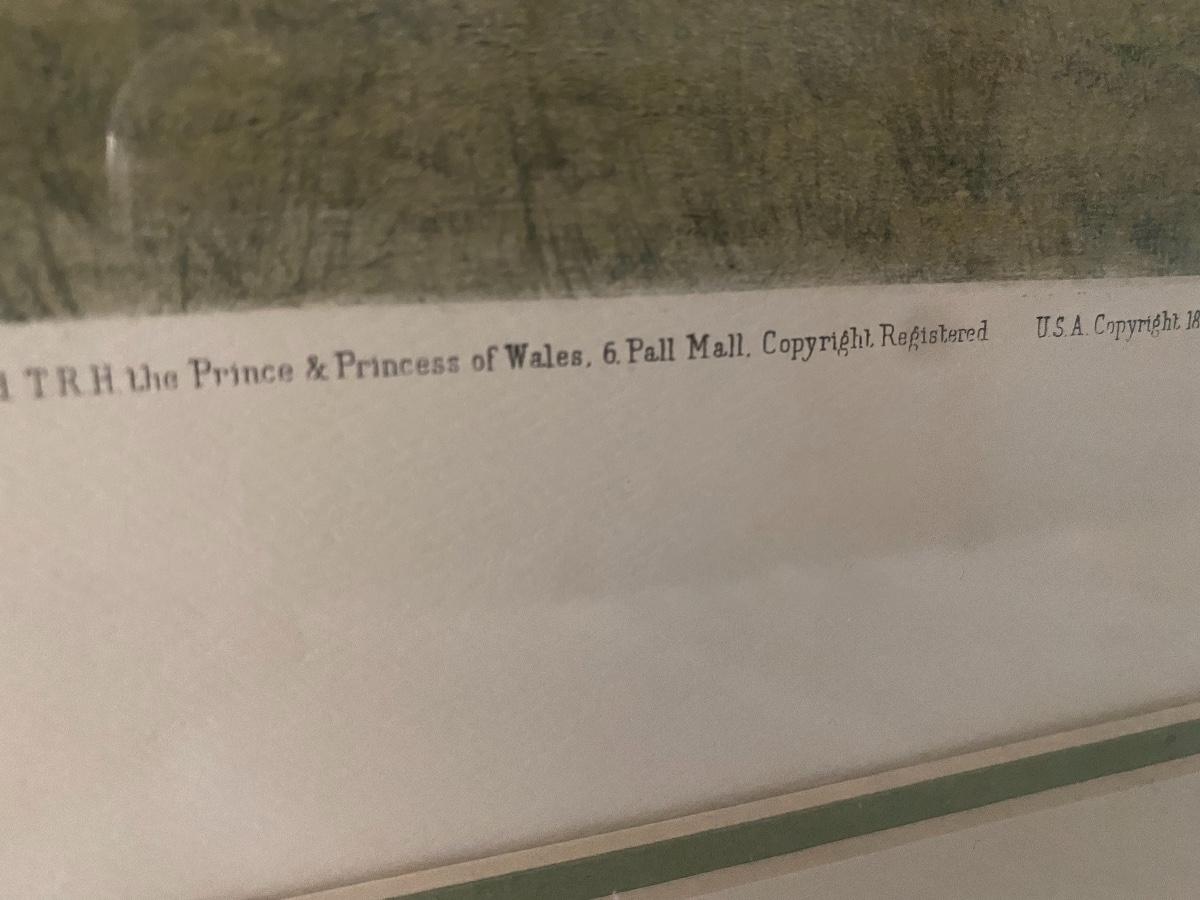 T.R.H. the Prince & Princess of Wales, 6. Pall Mall. Copyright Registered U.S.A. Copyright 18